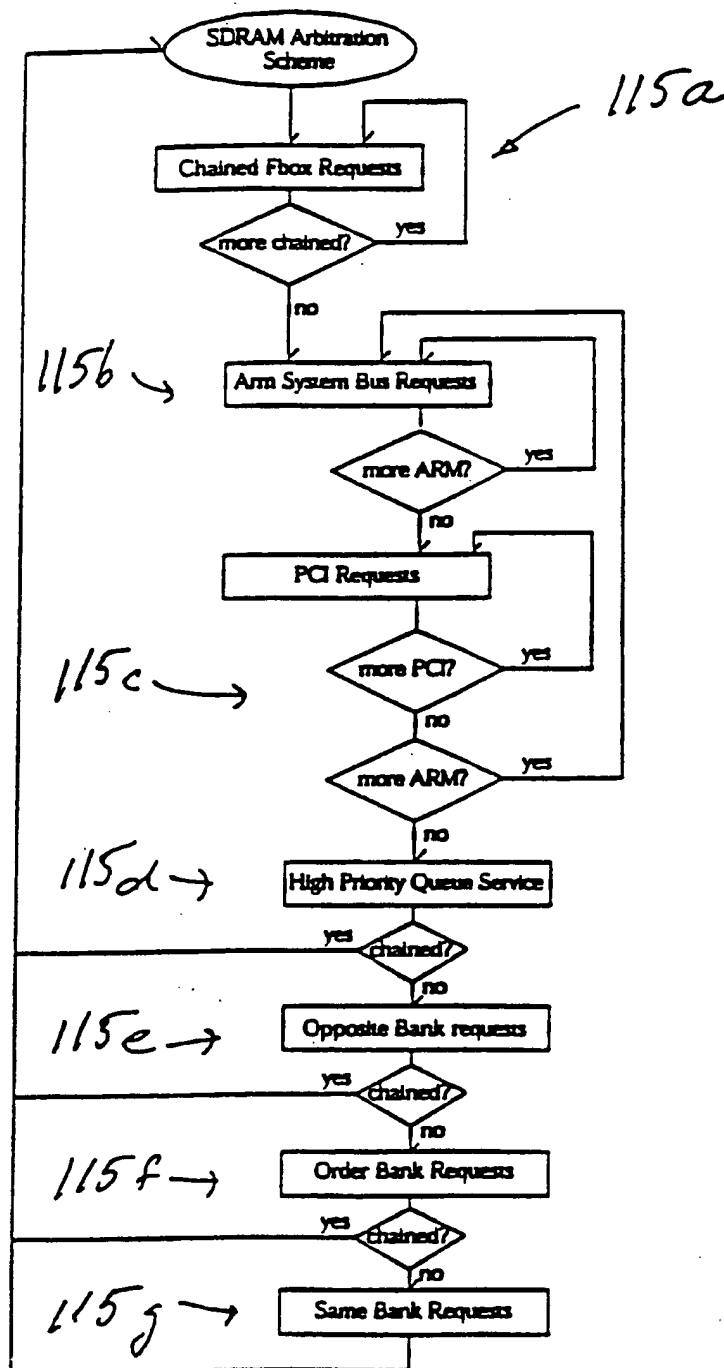 SDRAM Arbitration
Scheme
115a
Chained Fbox Requests
more chained?
yes
no
115b
Arm System Bus Requests
more ARM?
yes
no
PCI Requests
115c
more PCI?
yes
no
more ARM?
yes
no
115d
High Priority Queue Service
yes
chained?
no
115e
Opposite Bank requests
yes
chained?
no
115f
Order Bank Requests
yes
chained?
no
115g
Same Bank Requests